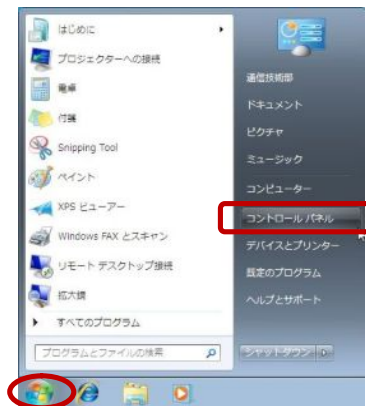 はじめに
プロジェクターへの接続
電卓
付箋
Snipping Tool
ペイント
XPS ビューアー
Windows FAX とスキャン
リモート デスクトップ接続
拡大鏡
すべてのプログラム
プログラムとファイルの検索
通信技術部
ドキュメント
ピクチャ
ミュージック
コンピューター
コントロール パネル
デバイスとプリンター
既定のプログラム
ヘルプとサポート
シャットダウン